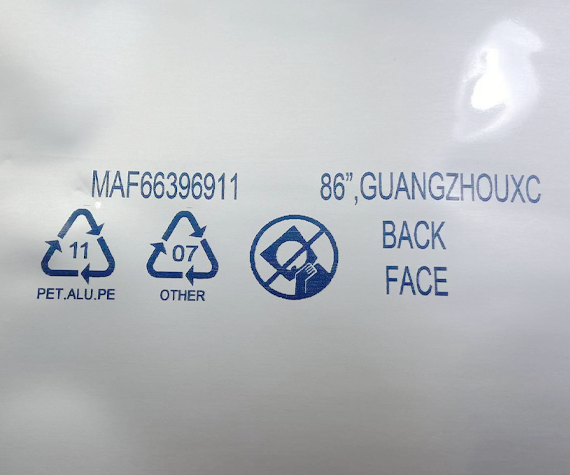 MAF66396911
86”,GUANGZHOUXC
BACK
FACE
11
PET.ALU.PE
07
OTHER